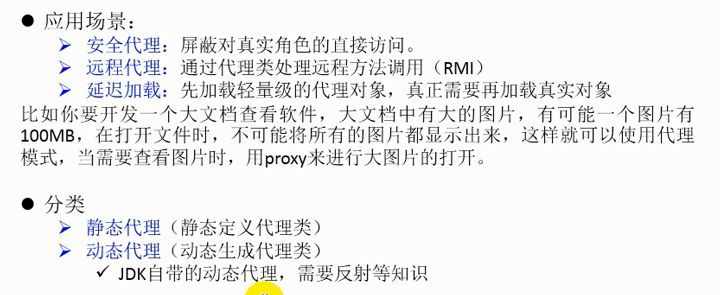 ● 应用场景：
➢ 安全代理：屏蔽对真实角色的直接访问。
➢ 远程代理：通过代理类处理远程方法调用（RMI）
➢ 延迟加载：先加载轻量级的代理对象，真正需要再加载真实对象
比如你要开发一个大文档查看软件，大文档中有大的图片，有可能一个图片有
100MB，在打开文件时，不可能将所有的图片都显示出来，这样就可以使用代理
模式，当需要查看图片时，用proxy来进行大图片的打开。
● 分类
➢ 静态代理（静态定义代理类）
➢ 动态代理（动态生成代理类）
✓ JDK自带的动态代理，需要反射等知识